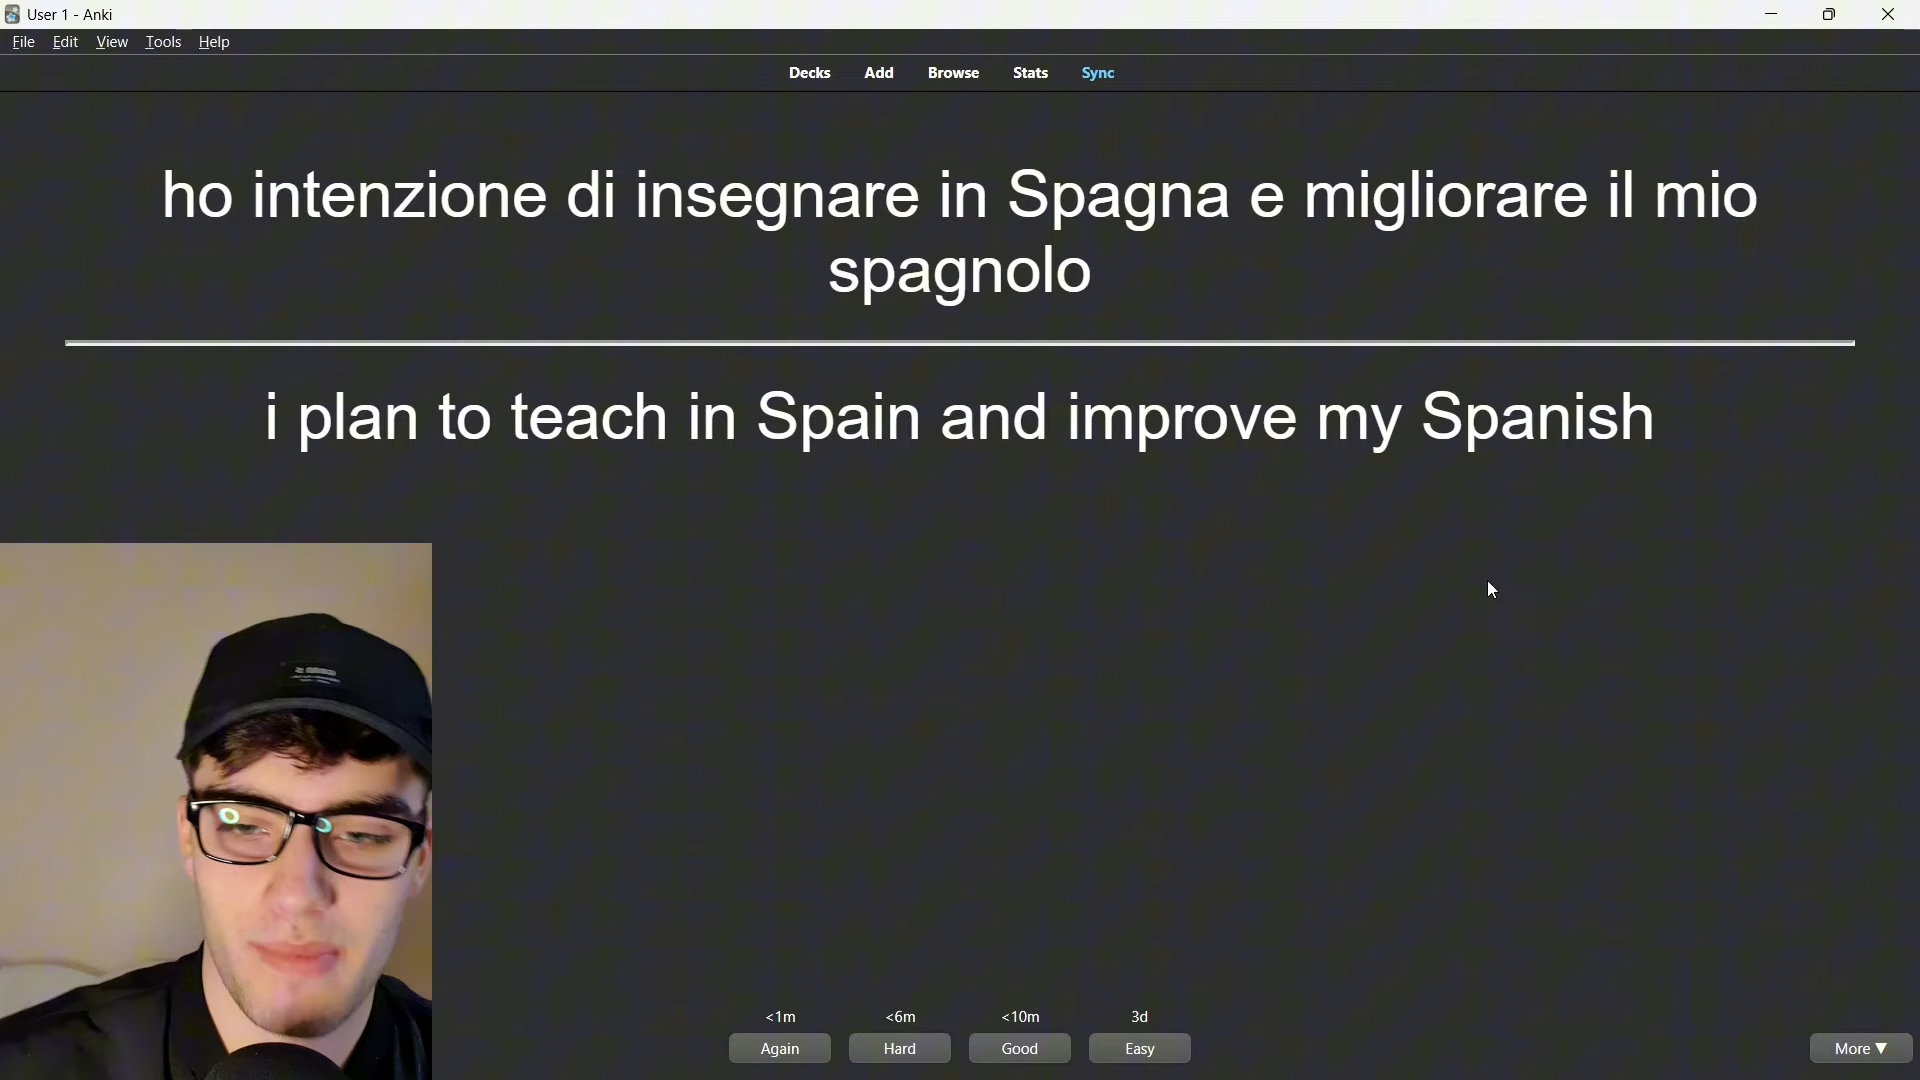 User 1 - Anki
File Edit View Tools Help
Decks Add Browse Stats Sync
ho intenzione di insegnare in Spagna e migliorare il mio
spagnolo
i plan to teach in Spain and improve my Spanish
<1m <6m <10m 3d
Again Hard Good Easy More ▼